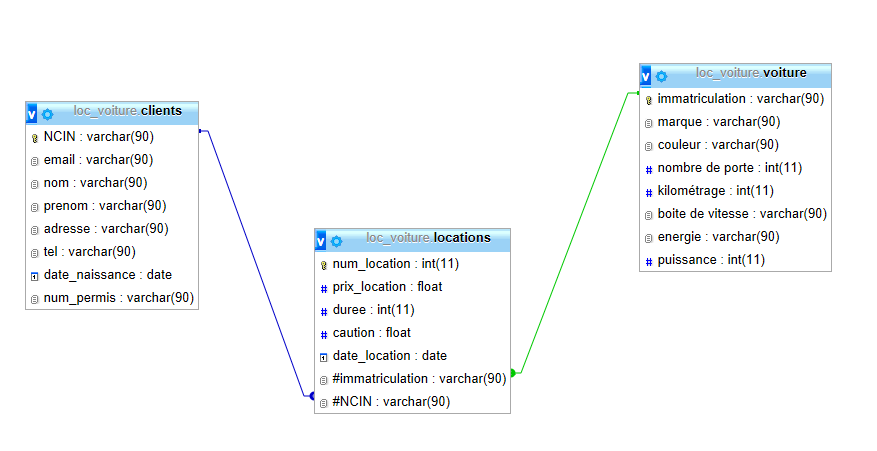 loc_voiture.clients
NCIN : varchar(90)
email : varchar(90)
nom : varchar(90)
prenom : varchar(90)
adresse : varchar(90)
tel : varchar(90)
date_naissance : date
num_permis : varchar(90)
loc_voiture.locations
num_location : int(11)
prix_location : float
duree : int(11)
caution : float
date_location : date
#immatriculation : varchar(90)
#NCIN : varchar(90)
loc_voiture.voiture
immatriculation : varchar(90)
marque : varchar(90)
couleur : varchar(90)
nombre de porte : int(11)
kilométrage : int(11)
boite de vitesse : varchar(90)
energie : varchar(90)
puissance : int(11)